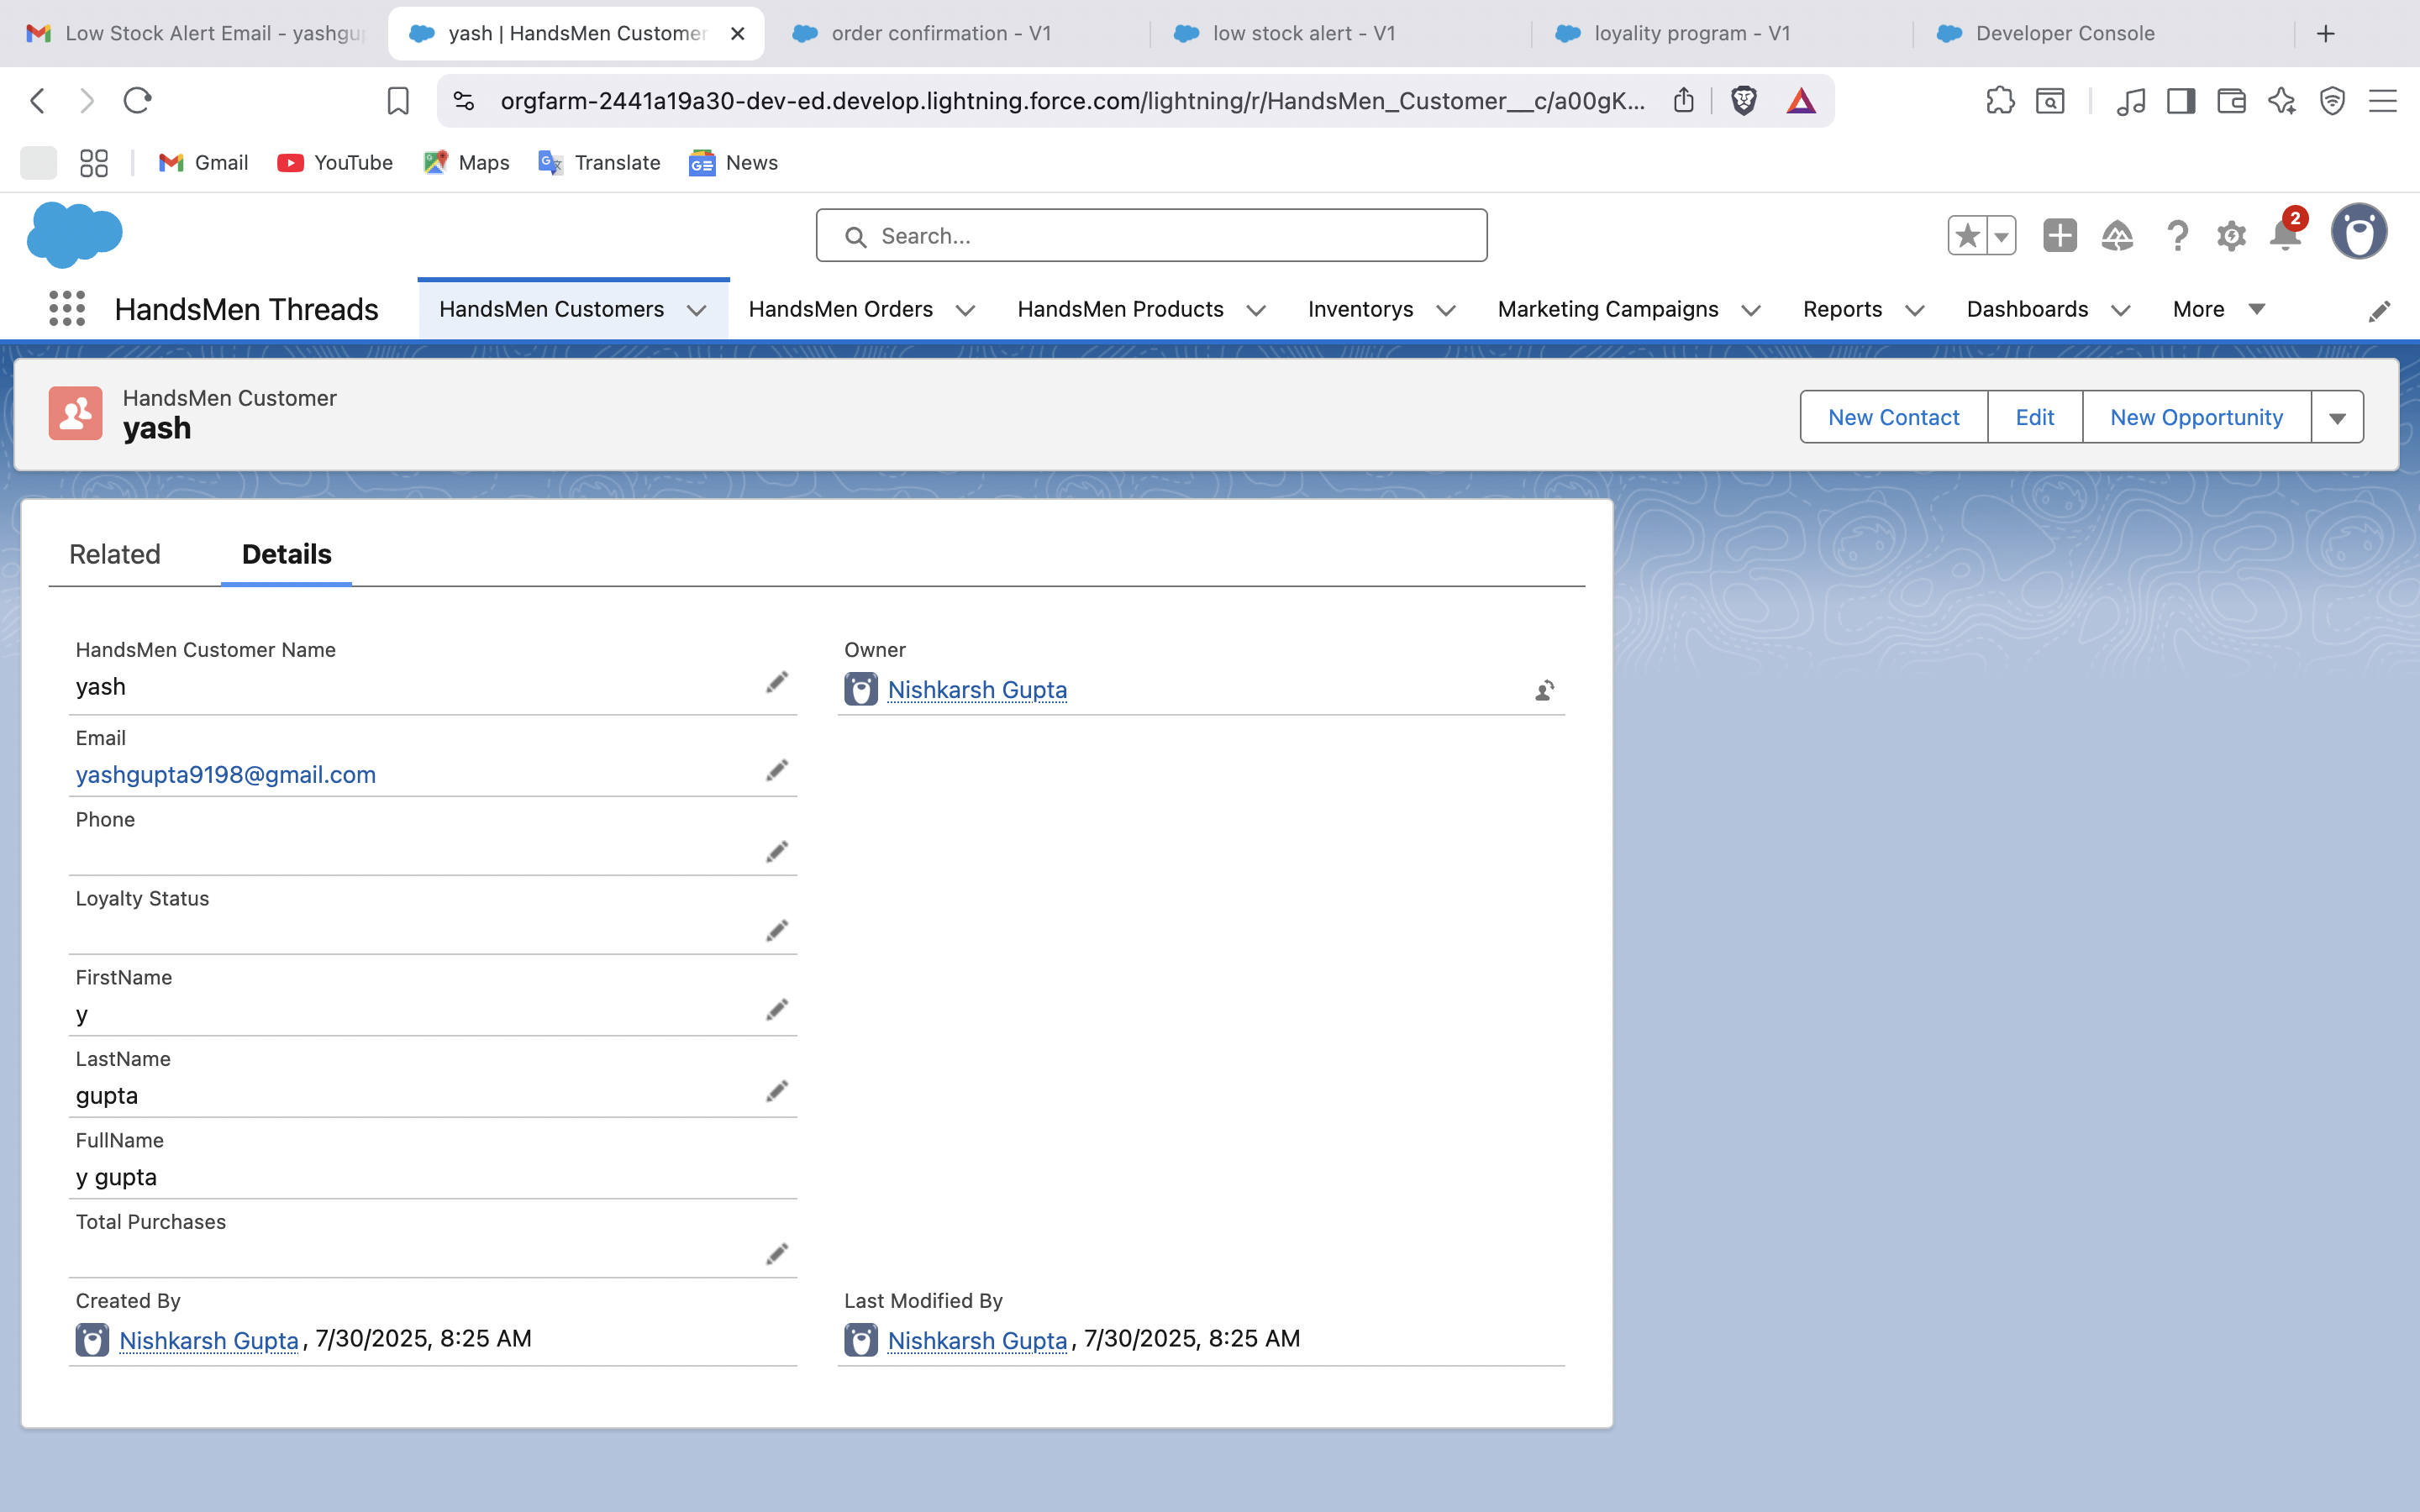 Low Stock Alert Email - yashgu
yash | HandsMen Customer
order confirmation - V1
low stock alert - V1
loyality program - V1
Developer Console
orgfarm-2441a19a30-dev-ed.develop.lightning.force.com/lightning/r/HandsMen_Customer__c/a00gK...
Gmail
YouTube
Maps
Translate
News
Search...
2
HandsMen Threads
HandsMen Customers
HandsMen Orders
HandsMen Products
Inventorys
Marketing Campaigns
Reports
Dashboards
More
HandsMen Customer
yash
New Contact
Edit
New Opportunity
Related
Details
HandsMen Customer Name
yash
Owner
Nishkarsh Gupta
Email
yashgupta9198@gmail.com
Phone
Loyalty Status
FirstName
y
LastName
gupta
FullName
y gupta
Total Purchases
Created By
Nishkarsh Gupta, 7/30/2025, 8:25 AM
Last Modified By
Nishkarsh Gupta, 7/30/2025, 8:25 AM